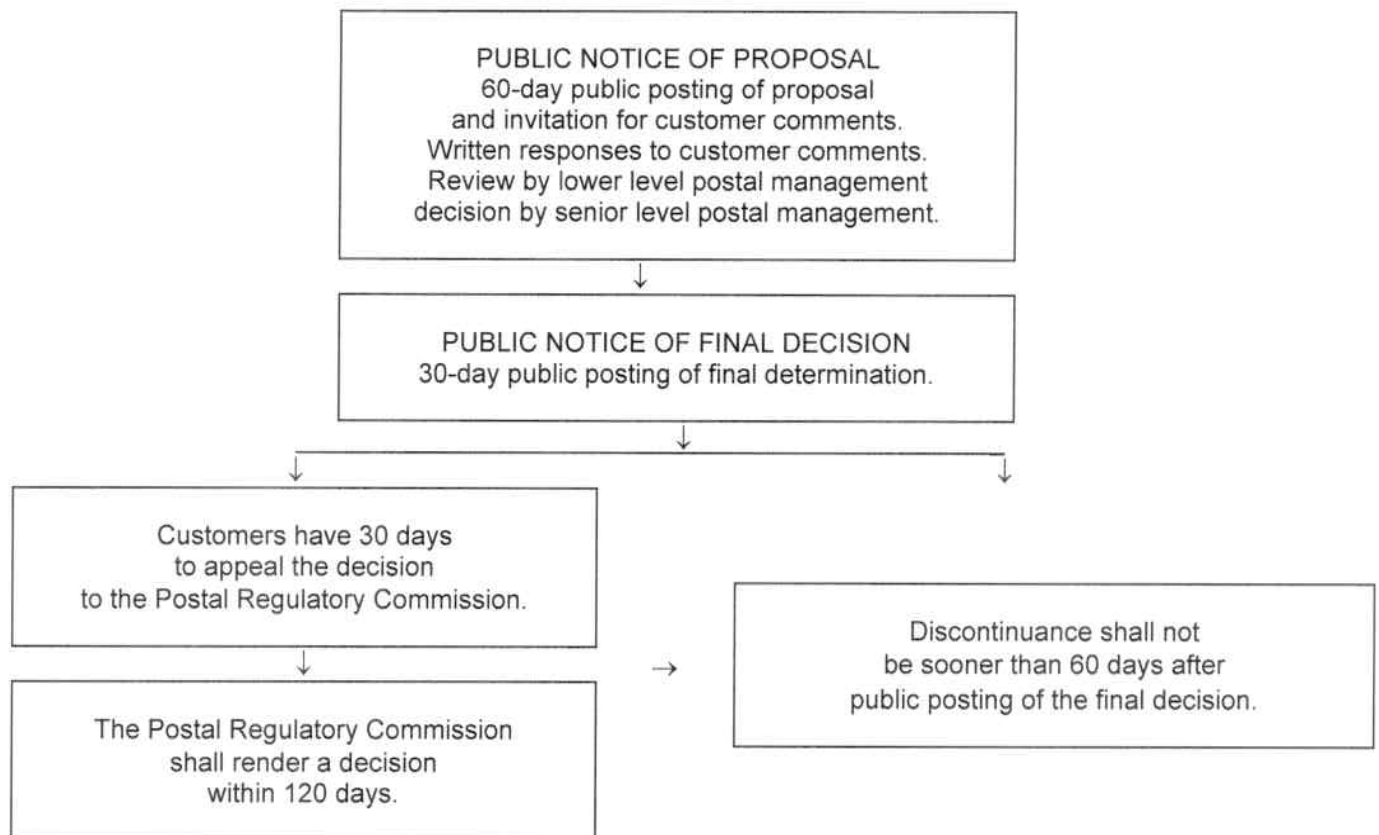 PUBLIC NOTICE OF PROPOSAL
60-day public posting of proposal
and invitation for customer comments.
Written responses to customer comments.
Review by lower level postal management
decision by senior level postal management.
PUBLIC NOTICE OF FINAL DECISION
30-day public posting of final determination.
Customers have 30 days
to appeal the decision
to the Postal Regulatory Commission.
The Postal Regulatory Commission
shall render a decision
within 120 days.
Discontinuance shall not
be sooner than 60 days after
public posting of the final decision.